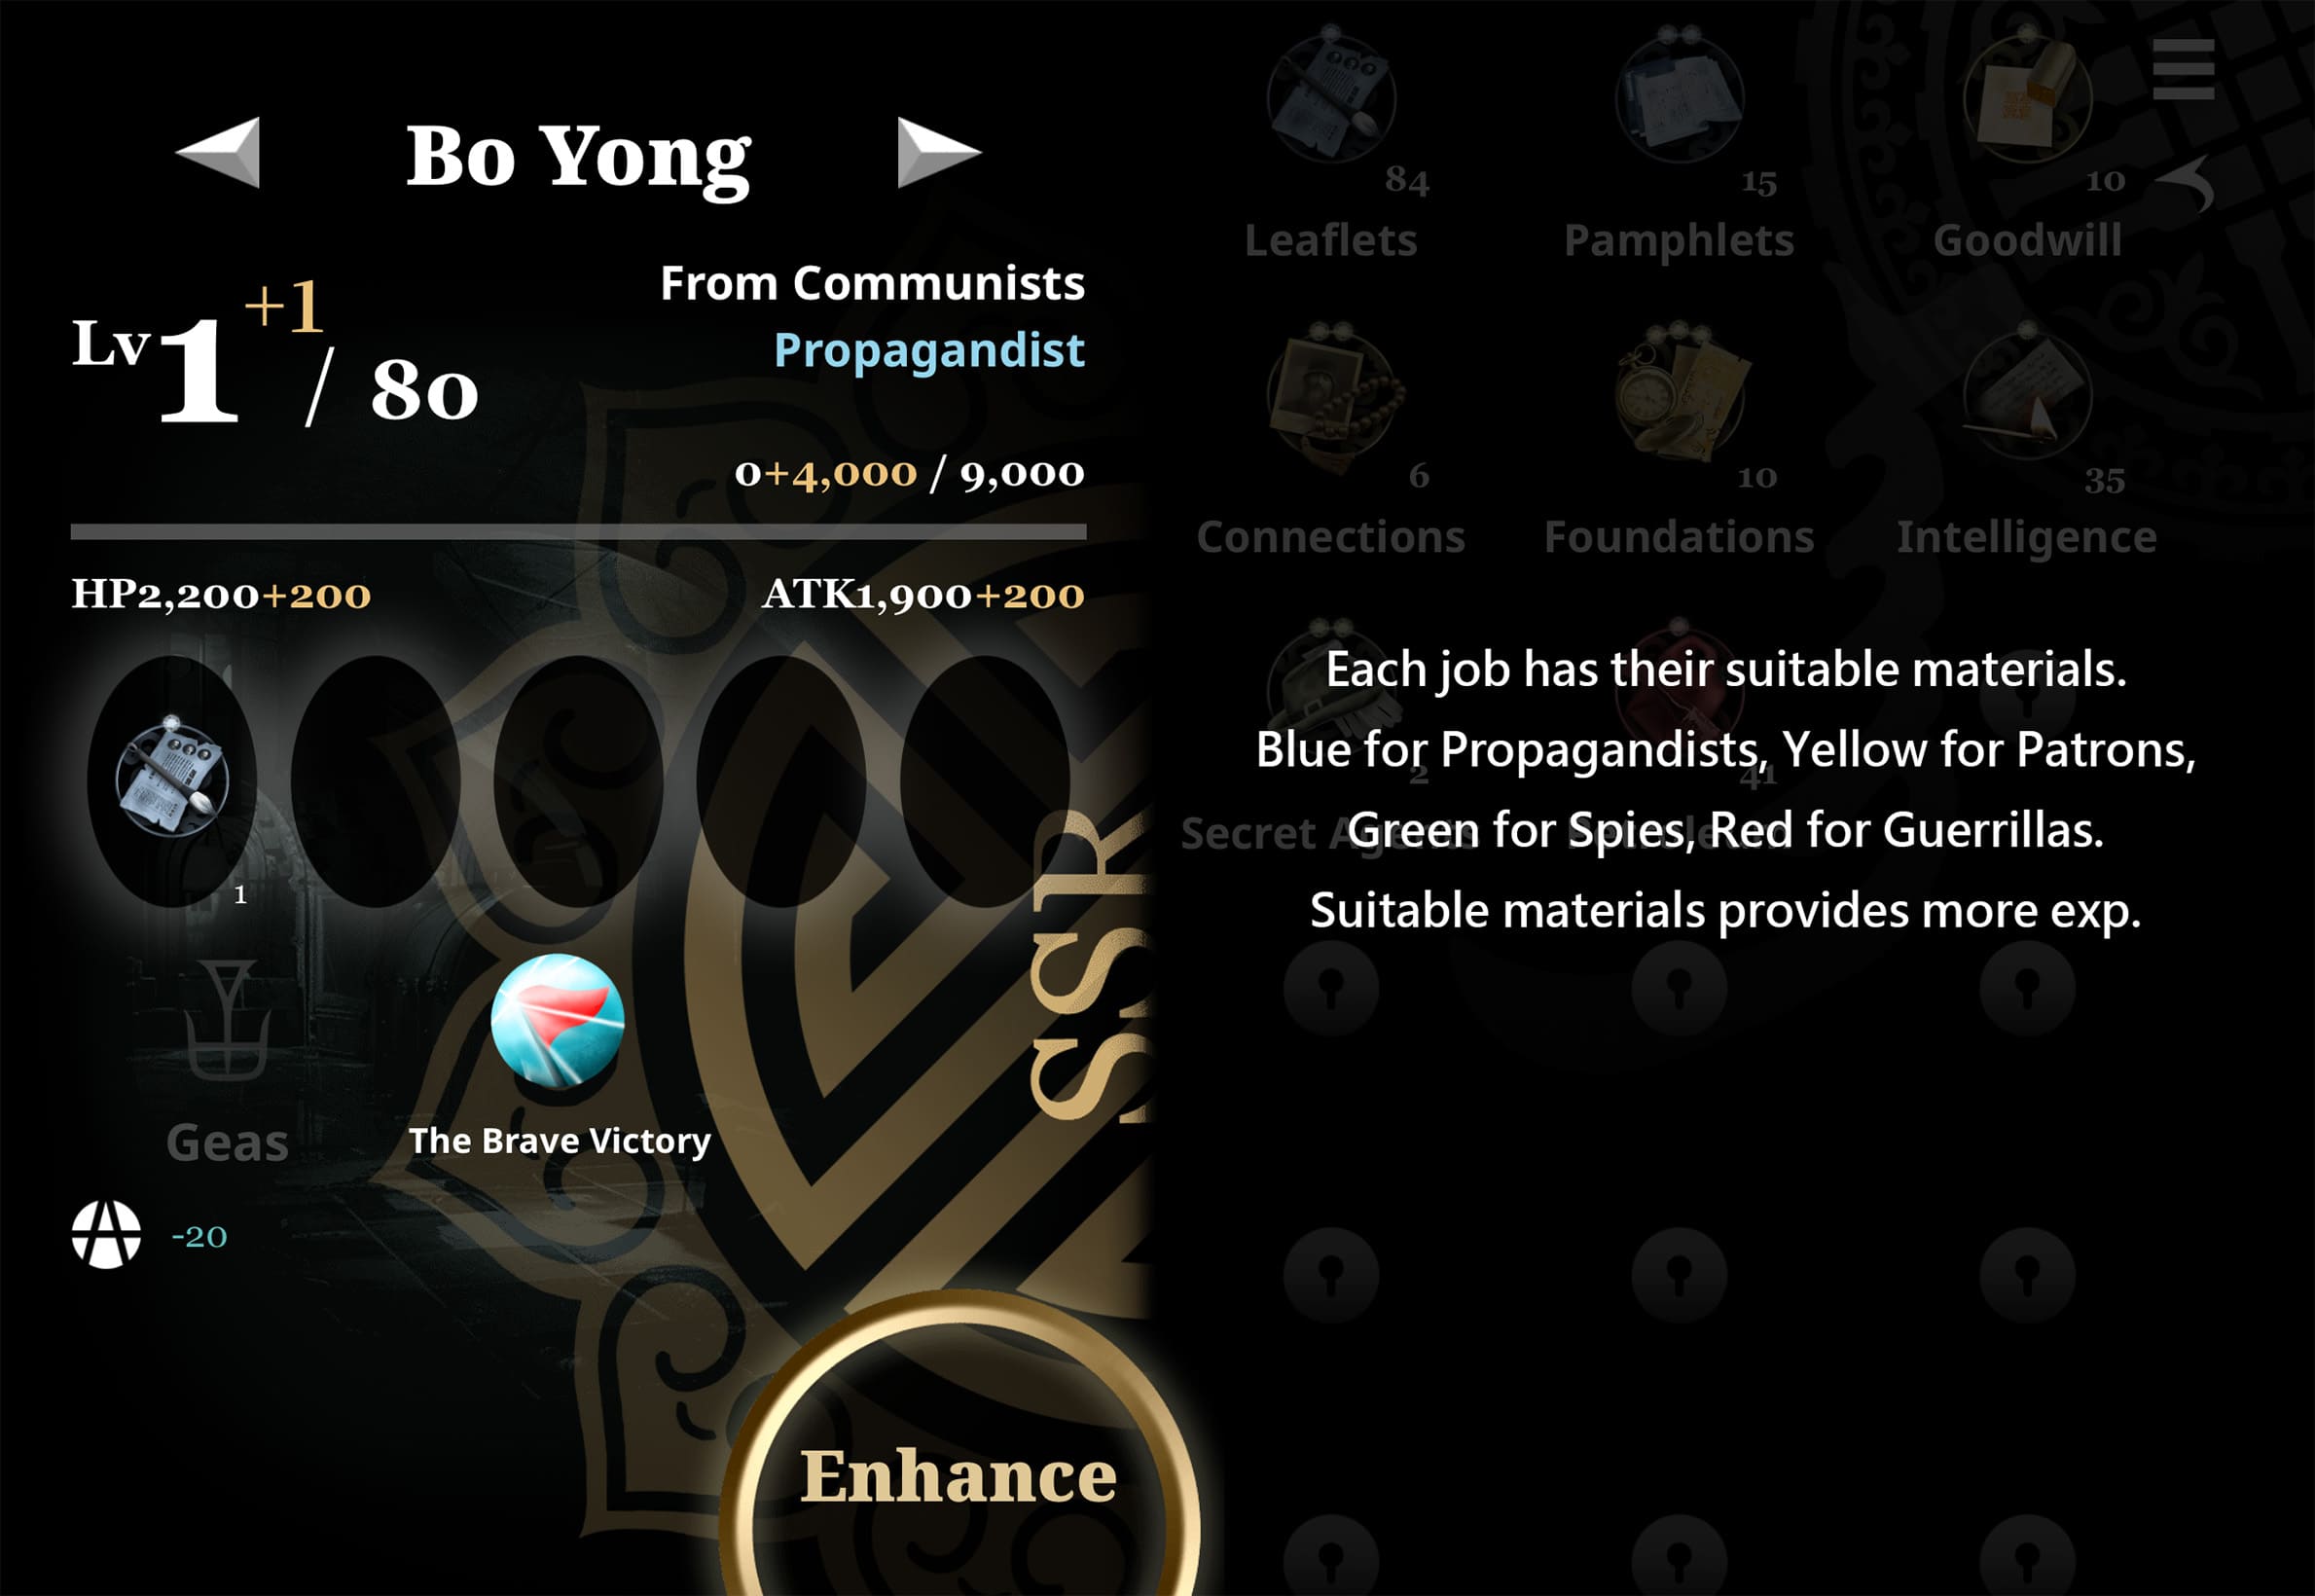 Bo Yong
Lv 1 +1 / 80
From Communists
Propagandist
0+4,000 / 9,000
HP2,200+200
ATK1,900+200
1
SSR
Geas
The Brave Victory
-20
Enhance
84
15
10
Leaflets
Pamphlets
Goodwill
6
10
35
Connections
Foundations
Intelligence
Each job has their suitable materials.
Blue for Propagandists, Yellow for Patrons,
2
41
Green for Spies, Red for Guerrillas.
Secret Agents
Suitable materials provides more exp.